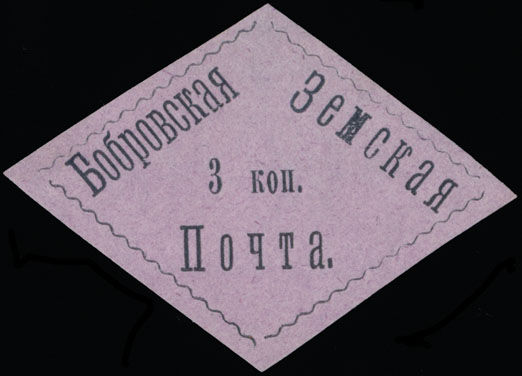 Бобровская
Земская
3 коп.
Почта.